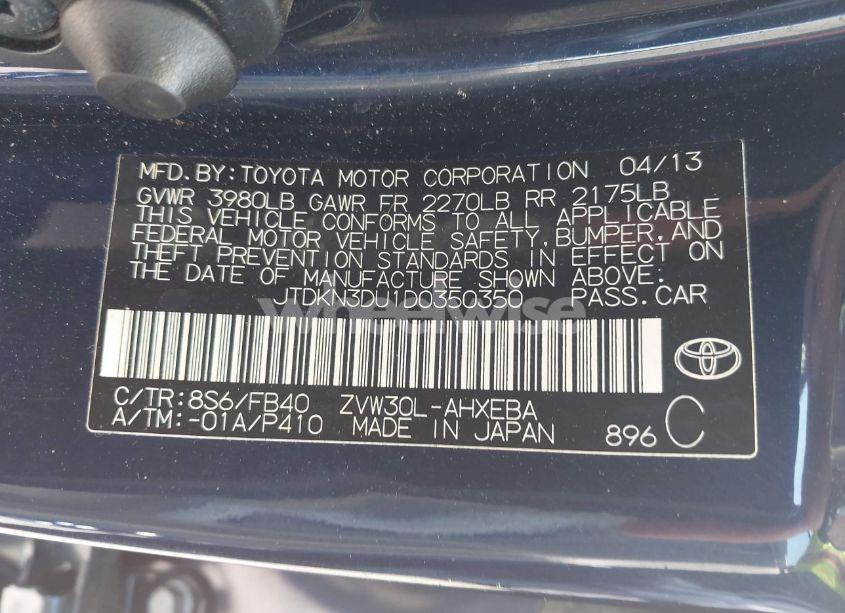 MFD.BY:TOYOTA MOTOR CORPORATION 04/13
GVWR 3980LB GAWR FR 2270LB RR 2175LB
THIS VEHICLE CONFORMS TO ALL APPLICABLE
FEDERAL MOTOR VEHICLE SAFETY,BUMPER,AND
THEFT PREVENTION STANDARDS IN EFFECT ON
THE DATE OF MANUFACTURE SHOWN ABOVE.
JTDKN3DU1D0350350 PASS.CAR
wheelwise
C/TR:8S6/FB40 ZVW30L-AHXEBA
A/TM:-01A/P410 MADE IN JAPAN 896 C